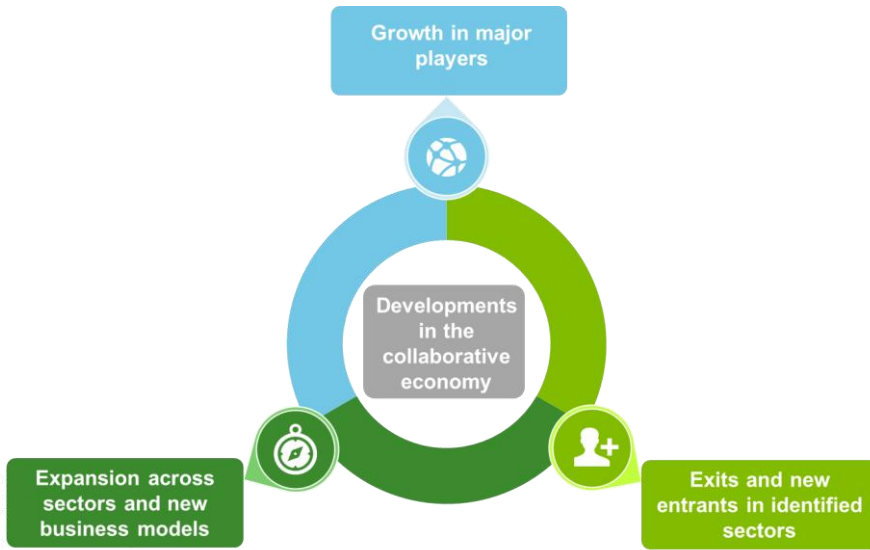 Growth in major
players
Developments
in the
collaborative
economy
Expansion across
sectors and new
business models
Exits and new
entrants in identified
sectors